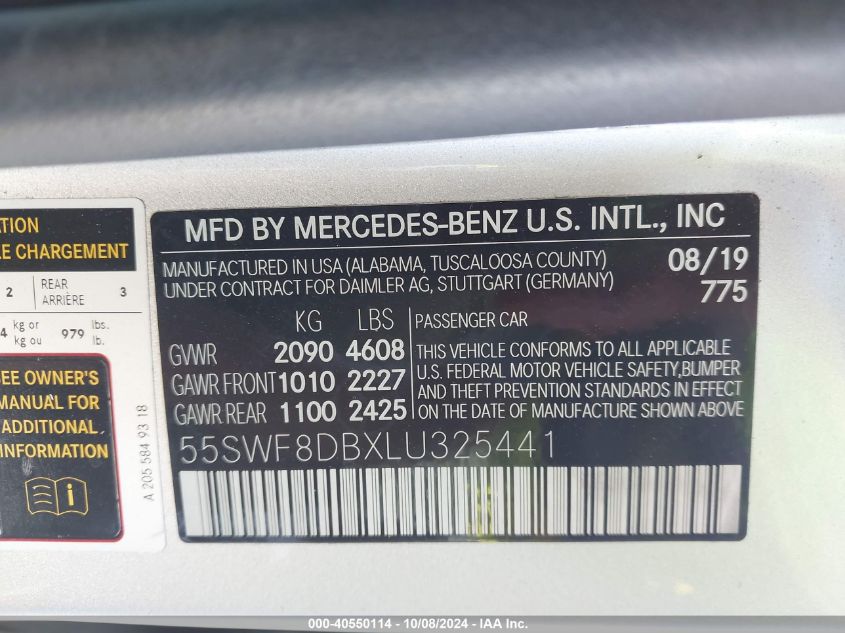 ATION
LE CHARGEMENT
2 REAR ARRIÈRE 3
4 kg or kg ou 979 lbs. lb.
SEE OWNER'S
MANUAL FOR
ADDITIONAL
INFORMATION
A 205 584 93 18
MFD BY MERCEDES-BENZ U.S. INTL., INC
MANUFACTURED IN USA (ALABAMA, TUSCALOOSA COUNTY) 08/19
UNDER CONTRACT FOR DAIMLER AG, STUTTGART (GERMANY) 775
KG LBS PASSENGER CAR
GVWR 2090 4608
GAWR FRONT 1010 2227
GAWR REAR 1100 2425
THIS VEHICLE CONFORMS TO ALL APPLICABLE
U.S. FEDERAL MOTOR VEHICLE SAFETY,BUMPER
AND THEFT PREVENTION STANDARDS IN EFFECT
ON THE DATE OF MANUFACTURE SHOWN ABOVE
55SWF8DBXLU325441
000-40550114 - 10/08/2024 - IAA Inc.